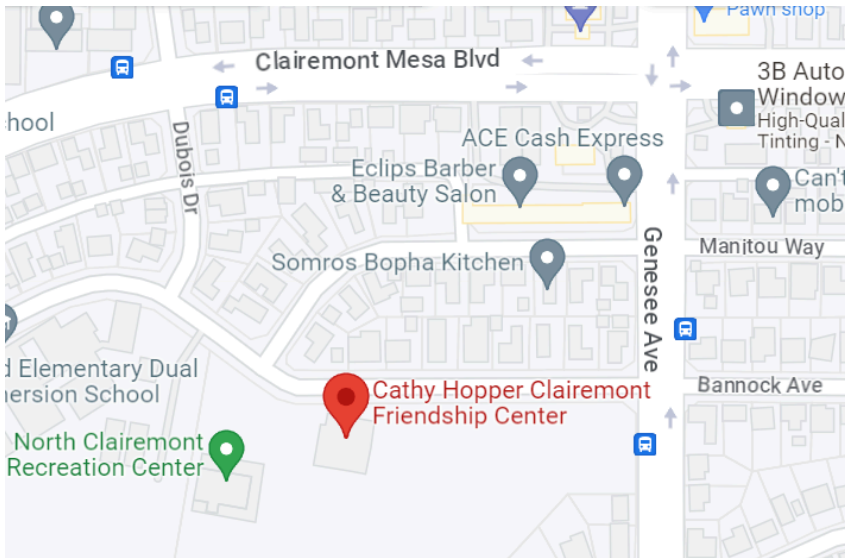 Pawn shop
Clairemont Mesa Blvd
3B Auto
Window
High-Qual
Tinting - N
hool
Dubois Dr
ACE Cash Express
Eclips Barber
& Beauty Salon
Can't
mob
Genesee Ave
Manitou Way
Somros Bopha Kitchen
d Elementary Dual
nersion School
Cathy Hopper Clairemont
Friendship Center
Bannock Ave
North Clairemont
Recreation Center